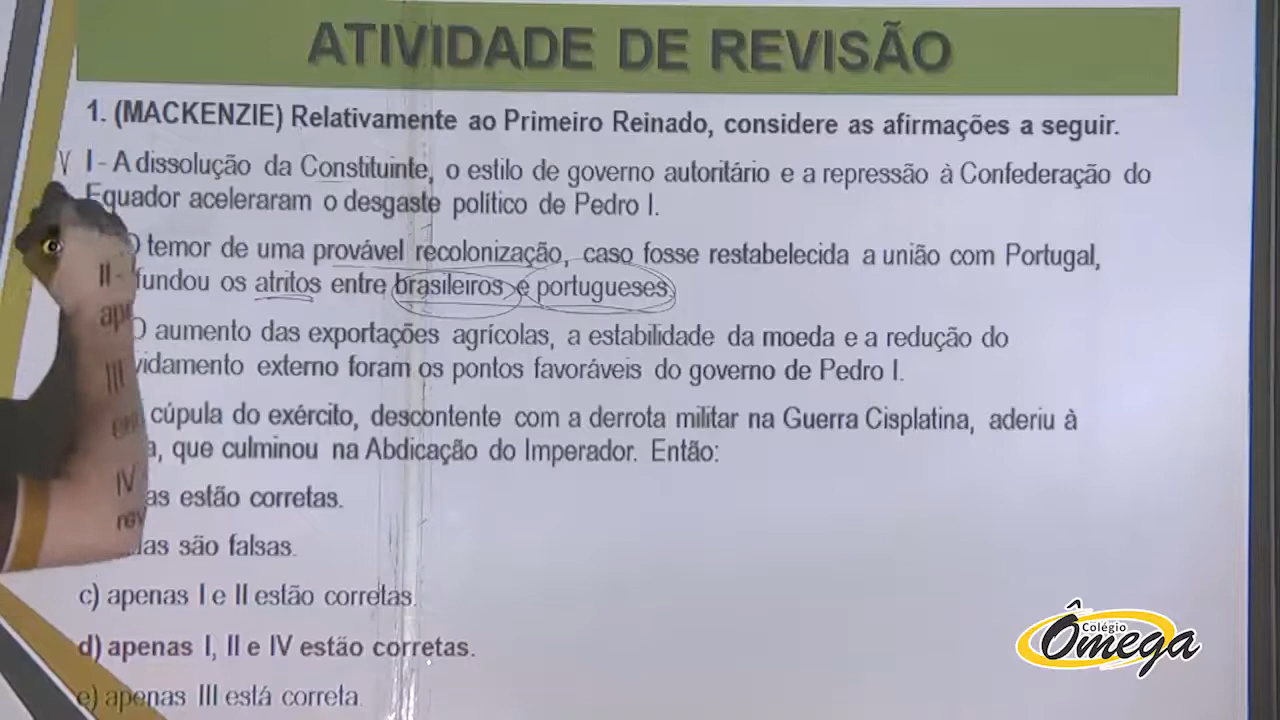 ATIVIDADE DE REVISÃO
1. (MACKENZIE) Relativamente ao Primeiro Reinado, considere as afirmações a seguir.
V I - A dissolução da Constituinte, o estilo de governo autoritário e a repressão à Confederação do
Equador aceleraram o desgaste político de Pedro I.
II - O temor de uma provável recolonização, caso fosse restabelecida a união com Portugal,
fundou os atritos entre brasileiros e portugueses.
III O aumento das exportações agrícolas, a estabilidade da moeda e a redução do
vidamento externo foram os pontos favoráveis do governo de Pedro I.
IV cúpula do exército, descontente com a derrota militar na Guerra Cisplatina, aderiu à
que culminou na Abdicação do Imperador. Então:
as estão corretas.
das são falsas.
c) apenas I e II estão corretas.
d) apenas I, II e IV estão corretas.
e) apenas III está correta.
Colégio
Ômega